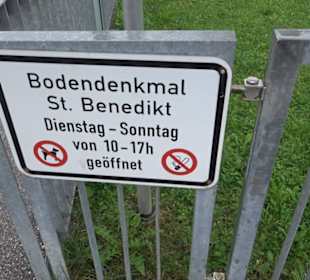 Bodendenkmal
St. Benedikt
Dienstag – Sonntag
von 10 – 17h
geöffnet